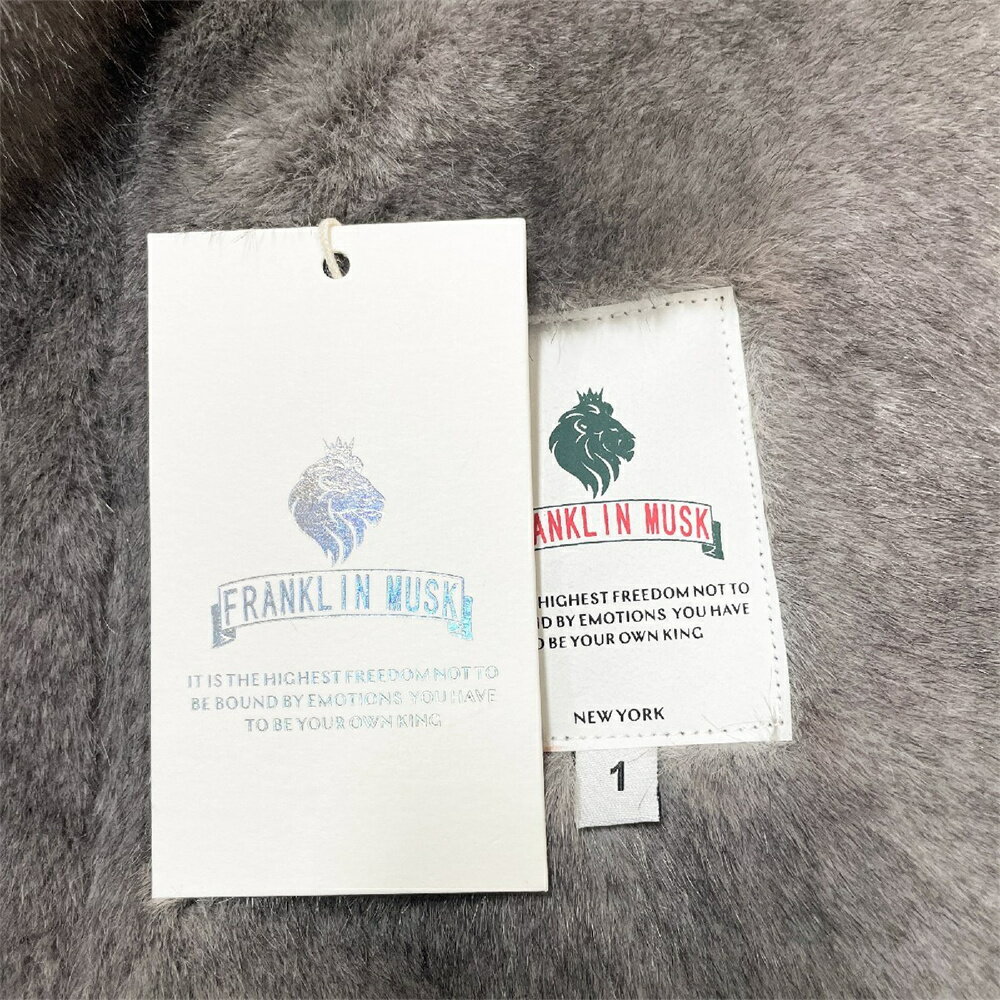 FRANKLIN MUSK
IT IS THE HIGHEST FREEDOM NOT TO
BE BOUND BY EMOTIONS YOU HAVE
TO BE YOUR OWN KING
ANKLIN MUSK
HIGHEST FREEDOM NOT TO
D BY EMOTIONS YOU HAVE
BE YOUR OWN KING
NEW YORK
1